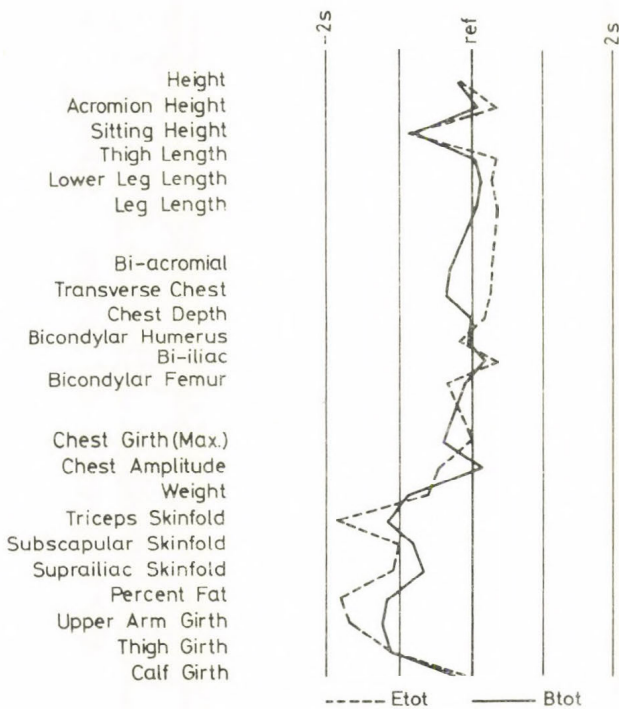 -2s
ref
2s
Height
Acromion Height
Sitting Height
Thigh Length
Lower Leg Length
Leg Length
Bi-acromial
Transverse Chest
Chest Depth
Bicondylar Humerus
Bi-iliac
Bicondylar Femur
Chest Girth (Max.)
Chest Amplitude
Weight
Triceps Skinfold
Subscapular Skinfold
Suprailiac Skinfold
Percent Fat
Upper Arm Girth
Thigh Girth
Calf Girth
Etot
Btot